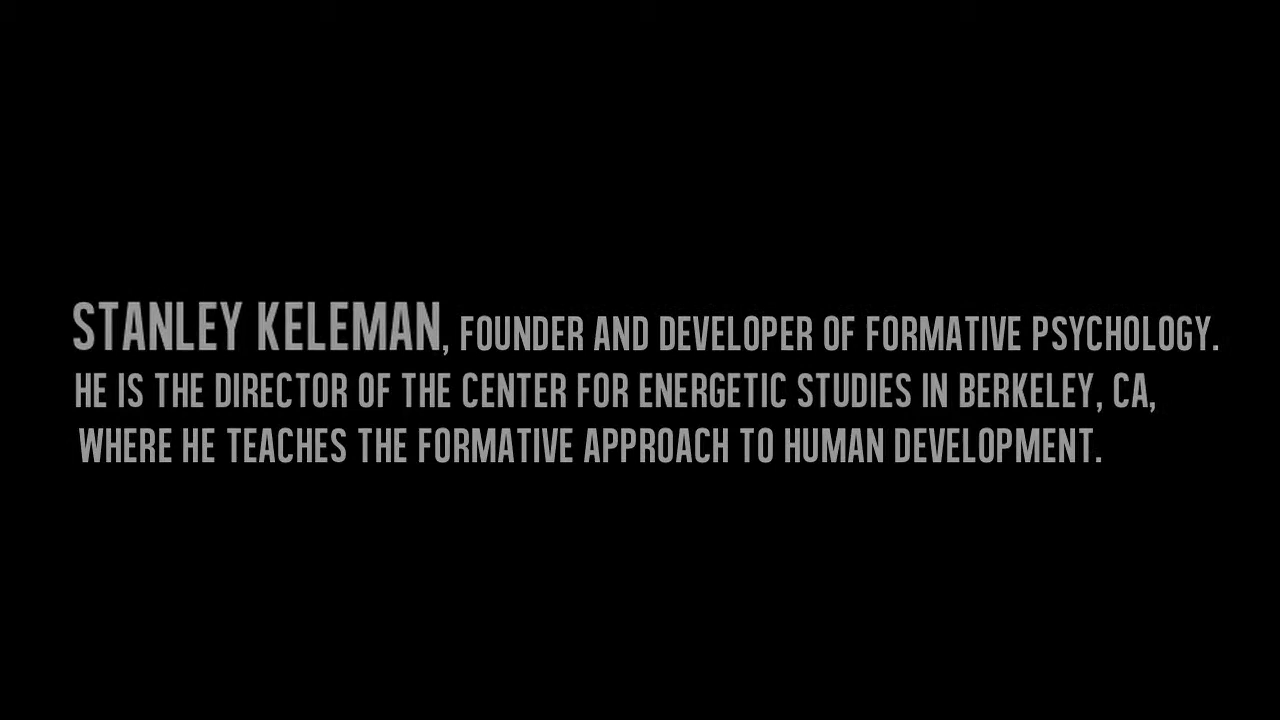 STANLEY KELEMAN, FOUNDER AND DEVELOPER OF FORMATIVE PSYCHOLOGY.
HE IS THE DIRECTOR OF THE CENTER FOR ENERGETIC STUDIES IN BERKELEY, CA,
WHERE HE TEACHES THE FORMATIVE APPROACH TO HUMAN DEVELOPMENT.